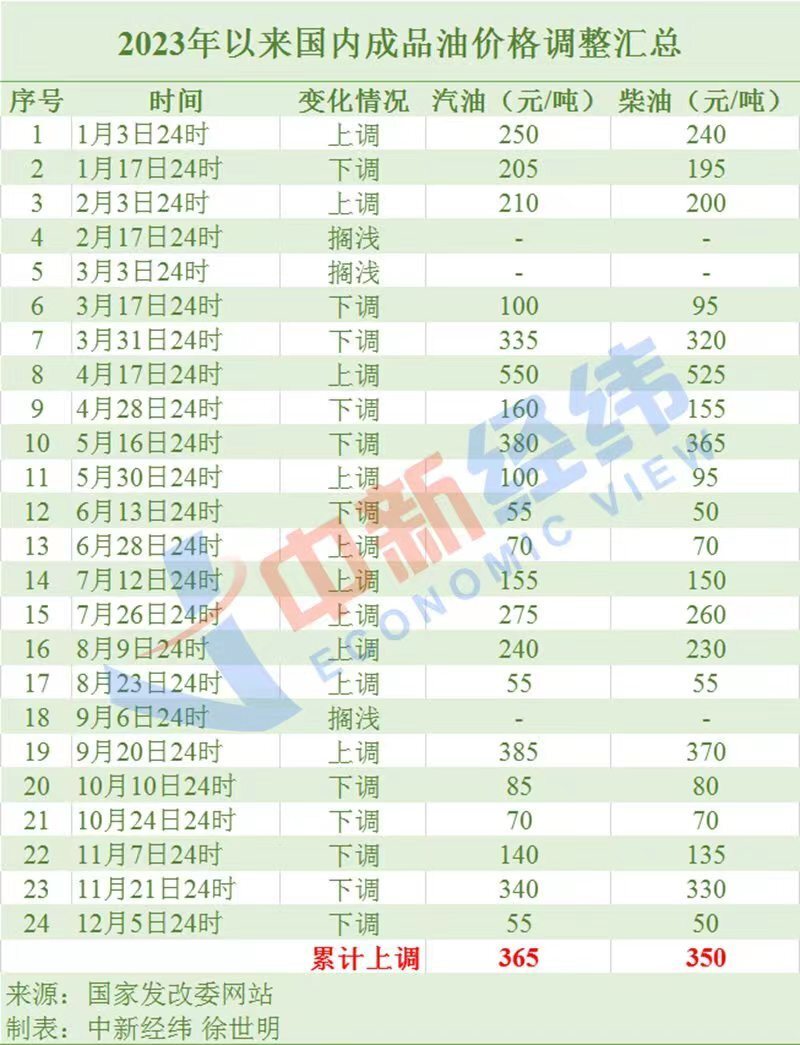 2023年以来国内成品油价格调整汇总
序号 时间 变化情况 汽油（元/吨） 柴油（元/吨）
1 1月3日24时 上调 250 240
2 1月17日24时 下调 205 195
3 2月3日24时 上调 210 200
4 2月17日24时 搁浅 - -
5 3月3日24时 搁浅 - -
6 3月17日24时 下调 100 95
7 3月31日24时 下调 335 320
8 4月17日24时 上调 550 525
9 4月28日24时 下调 160 155
10 5月16日24时 下调 380 365
11 5月30日24时 上调 100 95
12 6月13日24时 下调 55 50
13 6月28日24时 上调 70 70
14 7月12日24时 上调 155 150
15 7月26日24时 上调 275 260
16 8月9日24时 上调 240 230
17 8月23日24时 上调 55 55
18 9月6日24时 搁浅 - -
19 9月20日24时 上调 385 370
20 10月10日24时 下调 85 80
21 10月24日24时 下调 70 70
22 11月7日24时 下调 140 135
23 11月21日24时 下调 340 330
24 12月5日24时 下调 55 50
累计上调 365 350
来源：国家发改委网站
制表：中新经纬 徐世明
中新经纬
ECONOMIC VIEW